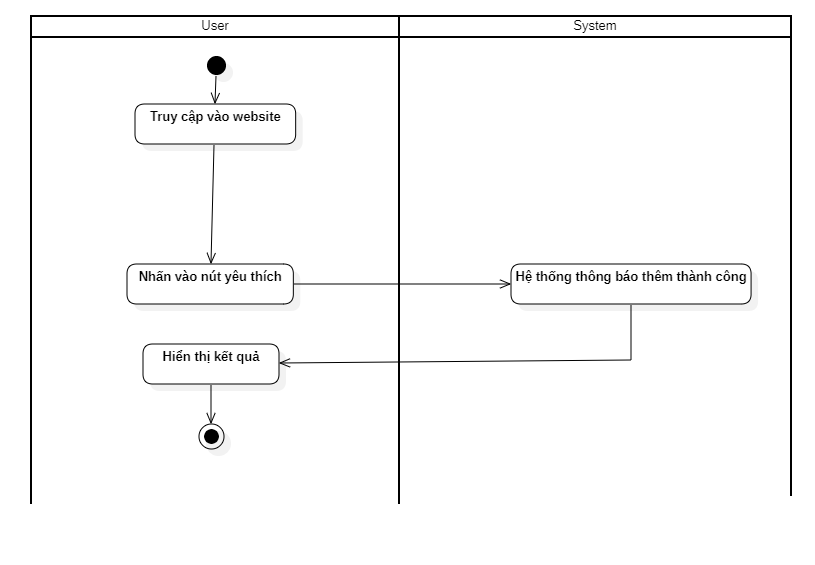 User
System
Truy cập vào website
Nhấn vào nút yêu thích
Hệ thống thông báo thêm thành công
Hiển thị kết quả